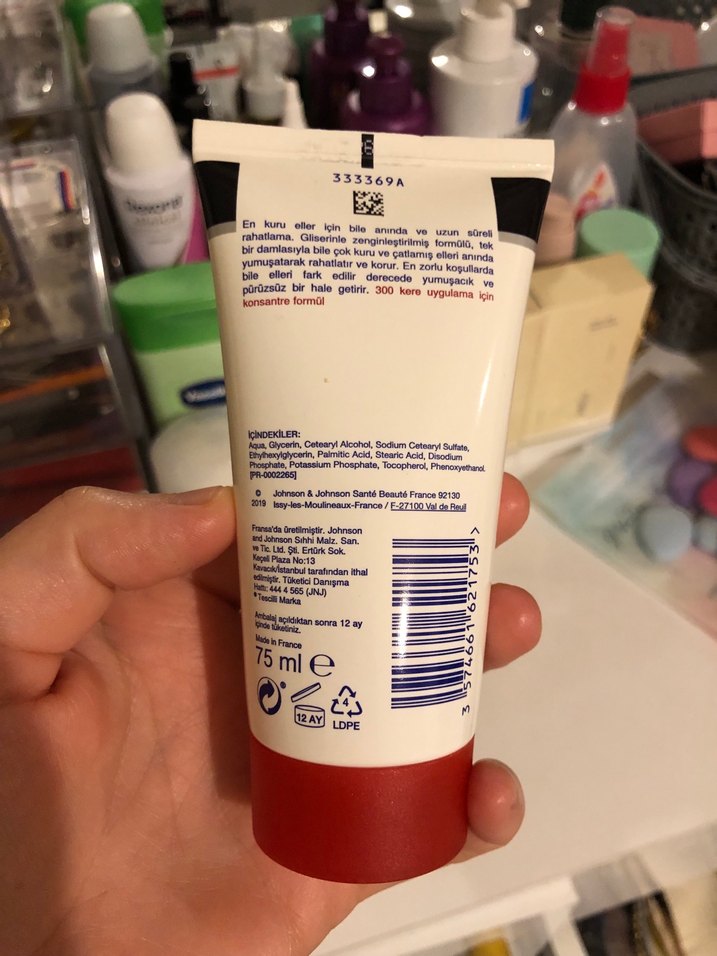 333369A
En kuru eller için bile anında ve uzun süreli
rahatlama. Gliserinle zenginleştirilmiş formülü, tek
bir damlasıyla bile çok kuru ve çatlamış elleri anında
yumuşatarak rahatlatır ve korur. En zorlu koşullarda
bile elleri fark edilir derecede yumuşacık ve
pürüzsüz bir hale getirir. 300 kere uygulama için
konsantre formül
İÇİNDEKİLER:
Aqua, Glycerin, Cetearyl Alcohol, Sodium Cetearyl Sulfate,
Ethylhexylglycerin, Palmitic Acid, Stearic Acid, Disodium
Phosphate, Potassium Phosphate, Tocopherol, Phenoxyethanol.
[PR-0002265]
© Johnson & Johnson Santé Beauté France 92130
2019 Issy-les-Moulineaux-France / F-27100 Val de Reuil
Fransa'da üretilmiştir. Johnson
and Johnson Sıhhi Malz. San.
ve Tic. Ltd. Şti. Ertürk Sok.
Keçeli Plaza No:13
Kavacık/İstanbul tarafından ithal
edilmiştir. Tüketici Danışma
Hattı: 444 4 565 (JNJ)
® Tescilli Marka
Ambalaj açıldıktan sonra 12 ay
içinde tüketiniz.
Made in France
75 ml e
12 AY
4
LDPE
3 574661 621753 >